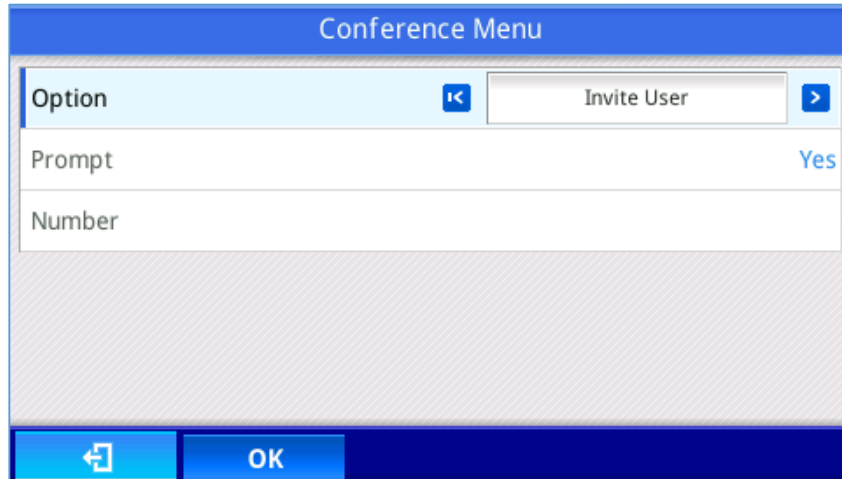 Conference Menu
Option Invite User
Prompt Yes
Number
OK